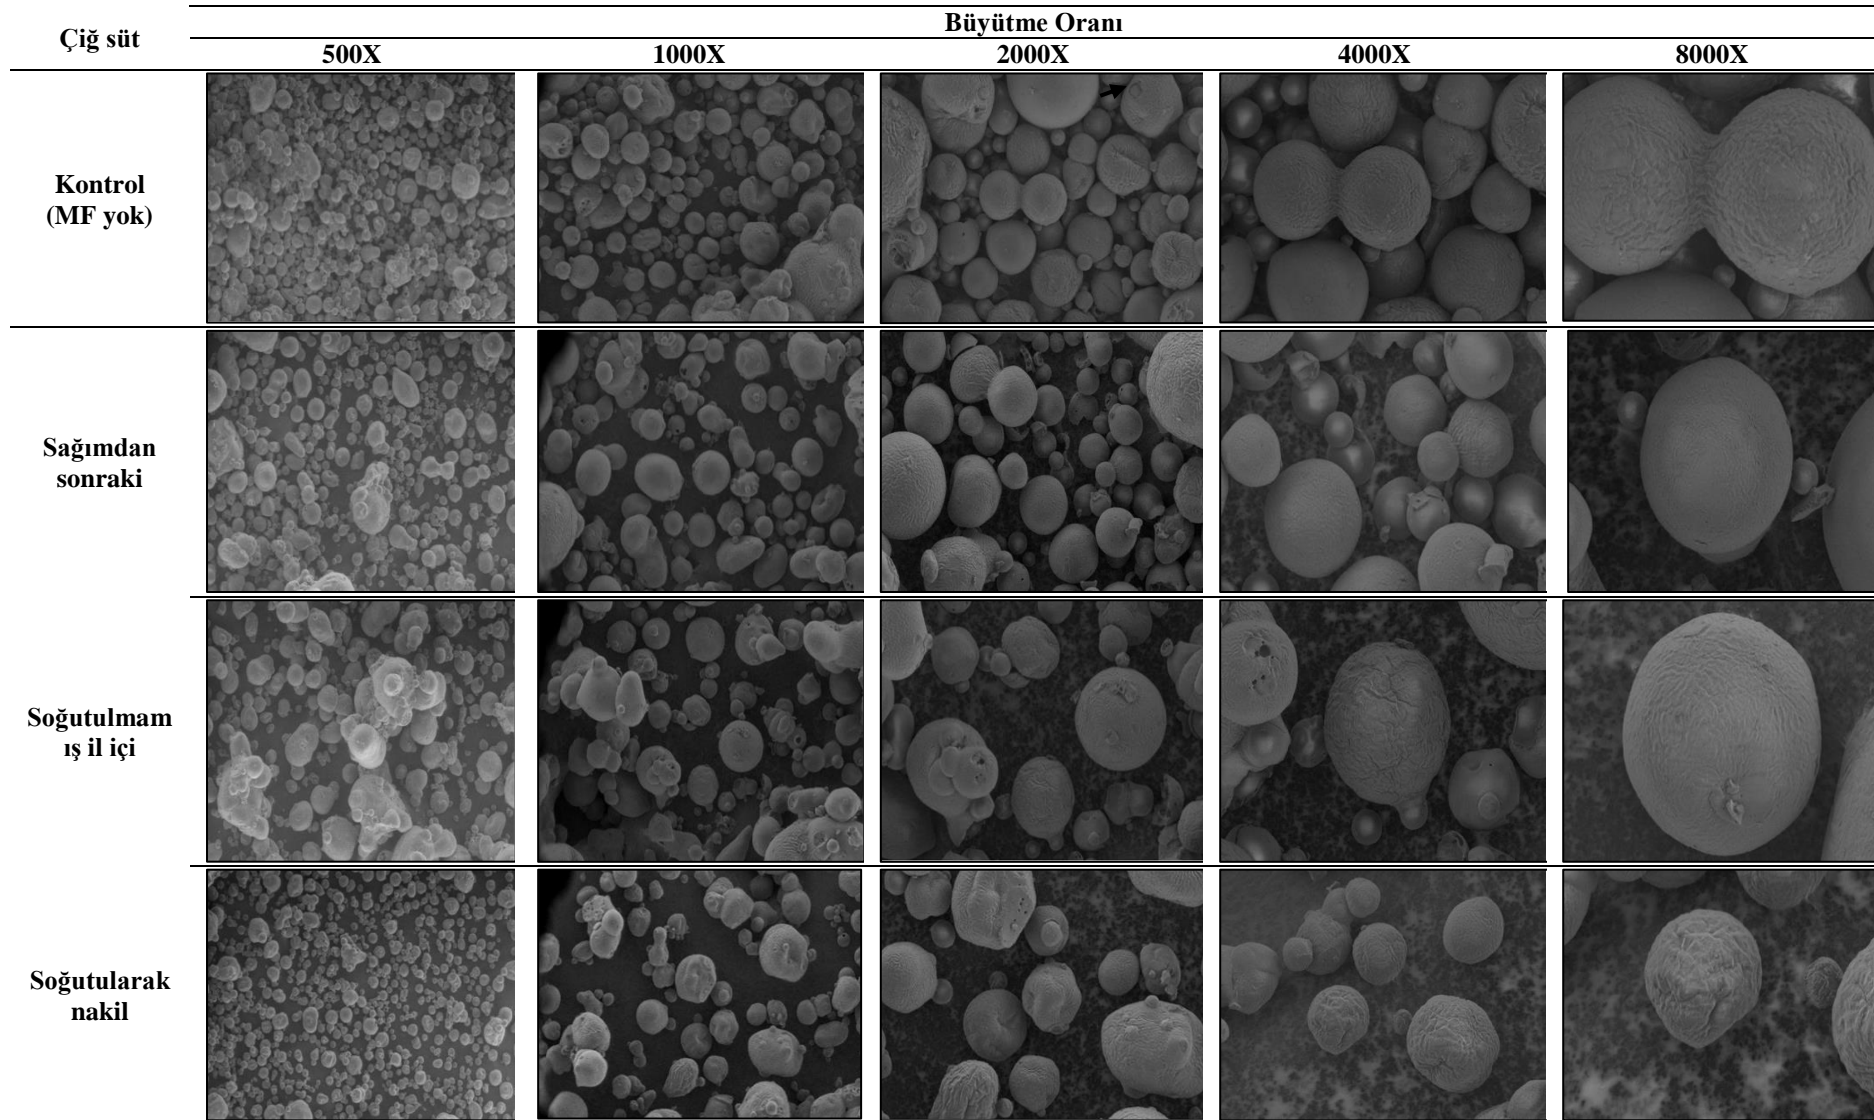 Çiğ süt
Büyütme Oranı
500X 1000X 2000X 4000X 8000X
Kontrol
(MF yok)
Sağımdan
sonraki
Soğutulmam
ış il içi
Soğutularak
nakil